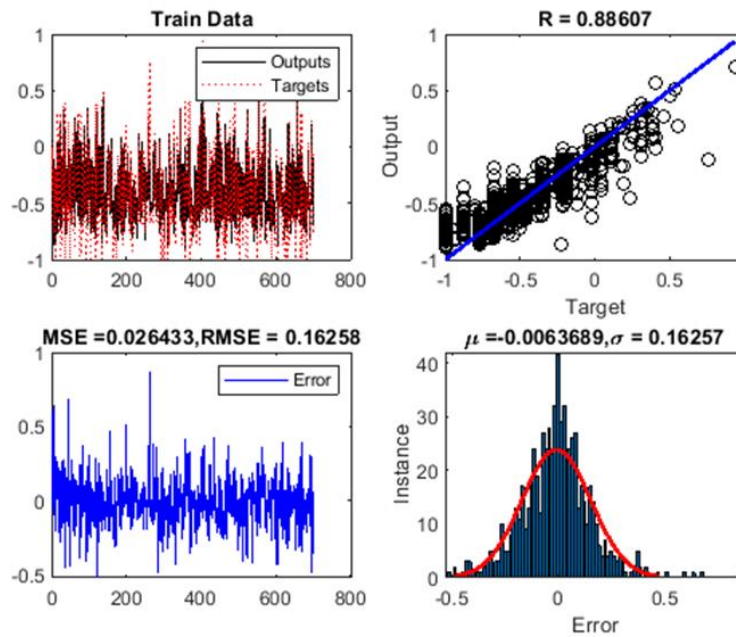 Train Data
1
0.5
0
-0.5
-1
0 200 400 600 800
Outputs
Targets
R = 0.88607
1
0.5
0
-0.5
-1
-1 -0.5 0 0.5
Output
Target
MSE =0.026433,RMSE = 0.16258
1
0.5
0
-0.5
0 200 400 600 800
Error
μ =-0.0063689,σ = 0.16257
40
30
20
10
0
-0.5 0 0.5
Instance
Error